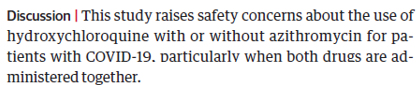 Discussion | This study raises safety concerns about the use of
hydroxychloroquine with or without azithromycin for pa-
tients with COVID-19, particularly when both drugs are ad-
ministered together.